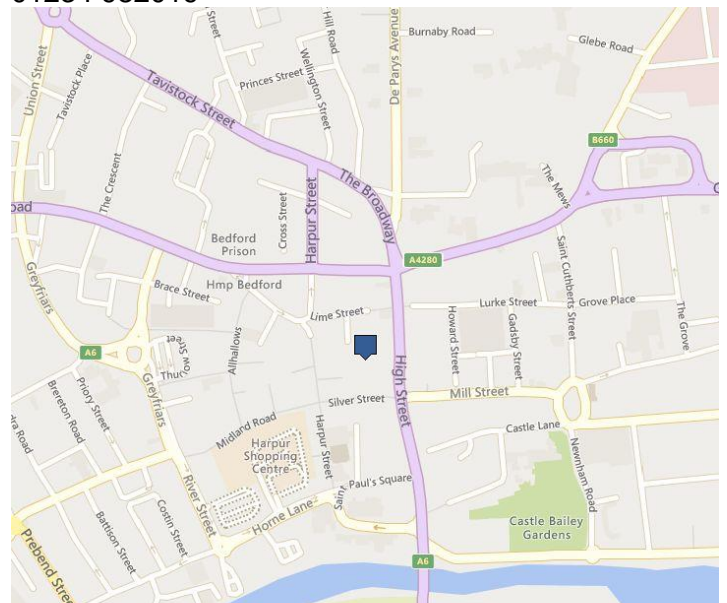 Burnaby Road
Glebe Road
Hill Road
Street
De Parys Avenue
Wellington Street
Princes Street
Union Street
Tavistock Place
Tavistock Street
B660
The Crescent
The Broadway
The Mews
Cross Street
Harpur Street
Bedford
Prison
oad
A4280
Saint Cuthberts Street
Greyfriars
Brace Street
Hmp Bedford
Lime Street
Lurke Street
Grove Place
The Grove
Howard Street
Gadsby Street
A6
Allhallows
High Street
Priory Street
Brereton Road
Greyfriars
Silver Street
Mill Street
Midland Road
Harpur Street
Castle Lane
Harpur
Shopping
Centre
Newnham Road
Saint
Paul's Square
River Street
Horne Lane
Costin Street
Battison Street
Castle Bailey
Gardens
Prebend Stre
A6